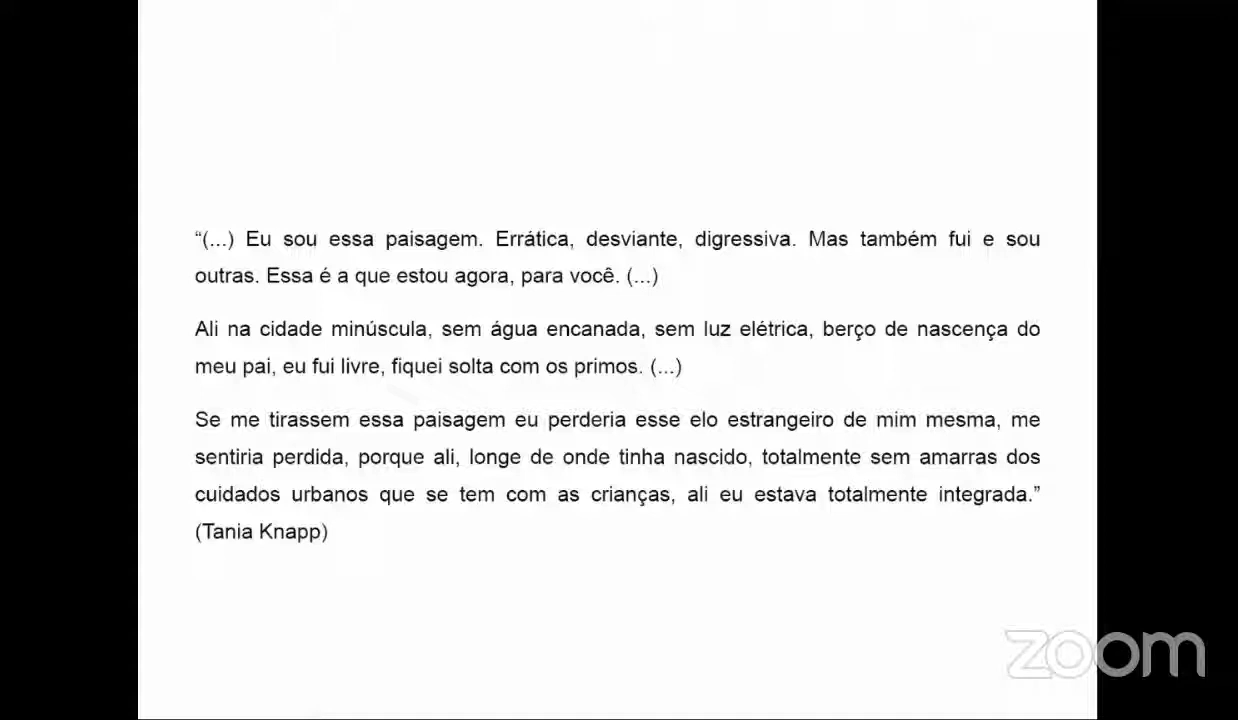 “(...) Eu sou essa paisagem. Errática, desviante, digressiva. Mas também fui e sou
outras. Essa é a que estou agora, para você. (...)
Ali na cidade minúscula, sem água encanada, sem luz elétrica, berço de nascença do
meu pai, eu fui livre, fiquei solta com os primos. (...)
Se me tirassem essa paisagem eu perderia esse elo estrangeiro de mim mesma, me
sentiria perdida, porque ali, longe de onde tinha nascido, totalmente sem amarras dos
cuidados urbanos que se tem com as crianças, ali eu estava totalmente integrada.”
(Tania Knapp)
zoom